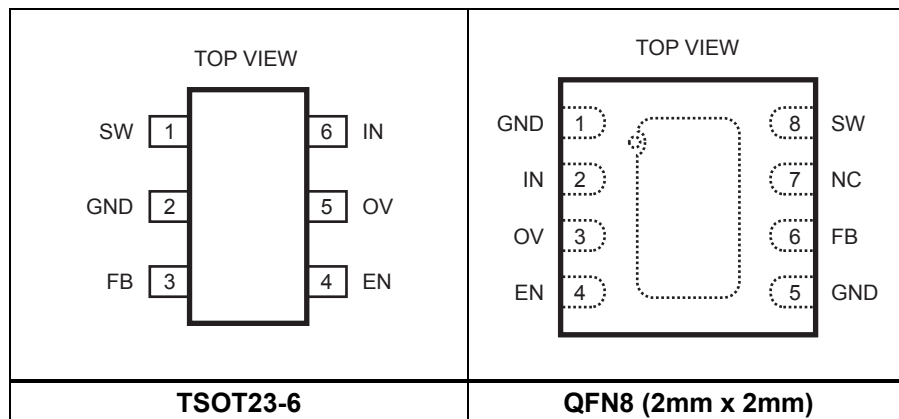 TOP VIEW
SW 1 6 IN
GND 2 5 OV
FB 3 4 EN
TSOT23-6
TOP VIEW
GND 1 8 SW
IN 2 7 NC
OV 3 6 FB
EN 4 5 GND
QFN8 (2mm x 2mm)